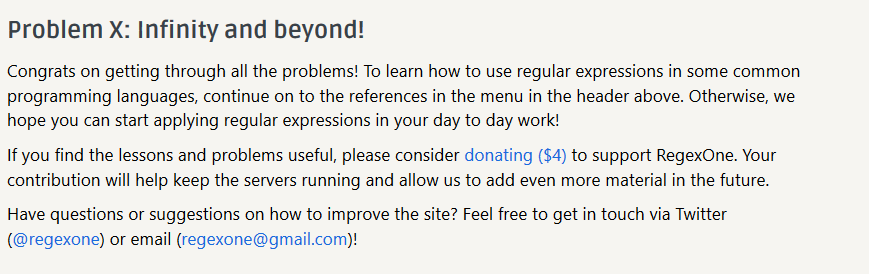 Problem X: Infinity and beyond!
Congrats on getting through all the problems! To learn how to use regular expressions in some common
programming languages, continue on to the references in the menu in the header above. Otherwise, we
hope you can start applying regular expressions in your day to day work!
If you find the lessons and problems useful, please consider donating ($4) to support RegexOne. Your
contribution will help keep the servers running and allow us to add even more material in the future.
Have questions or suggestions on how to improve the site? Feel free to get in touch via Twitter
(@regexone) or email (regexone@gmail.com)!